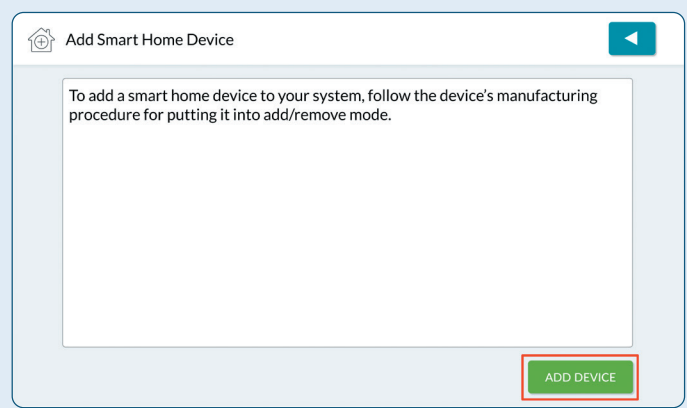 Add Smart Home Device
To add a smart home device to your system, follow the device's manufacturing
procedure for putting it into add/remove mode.
ADD DEVICE